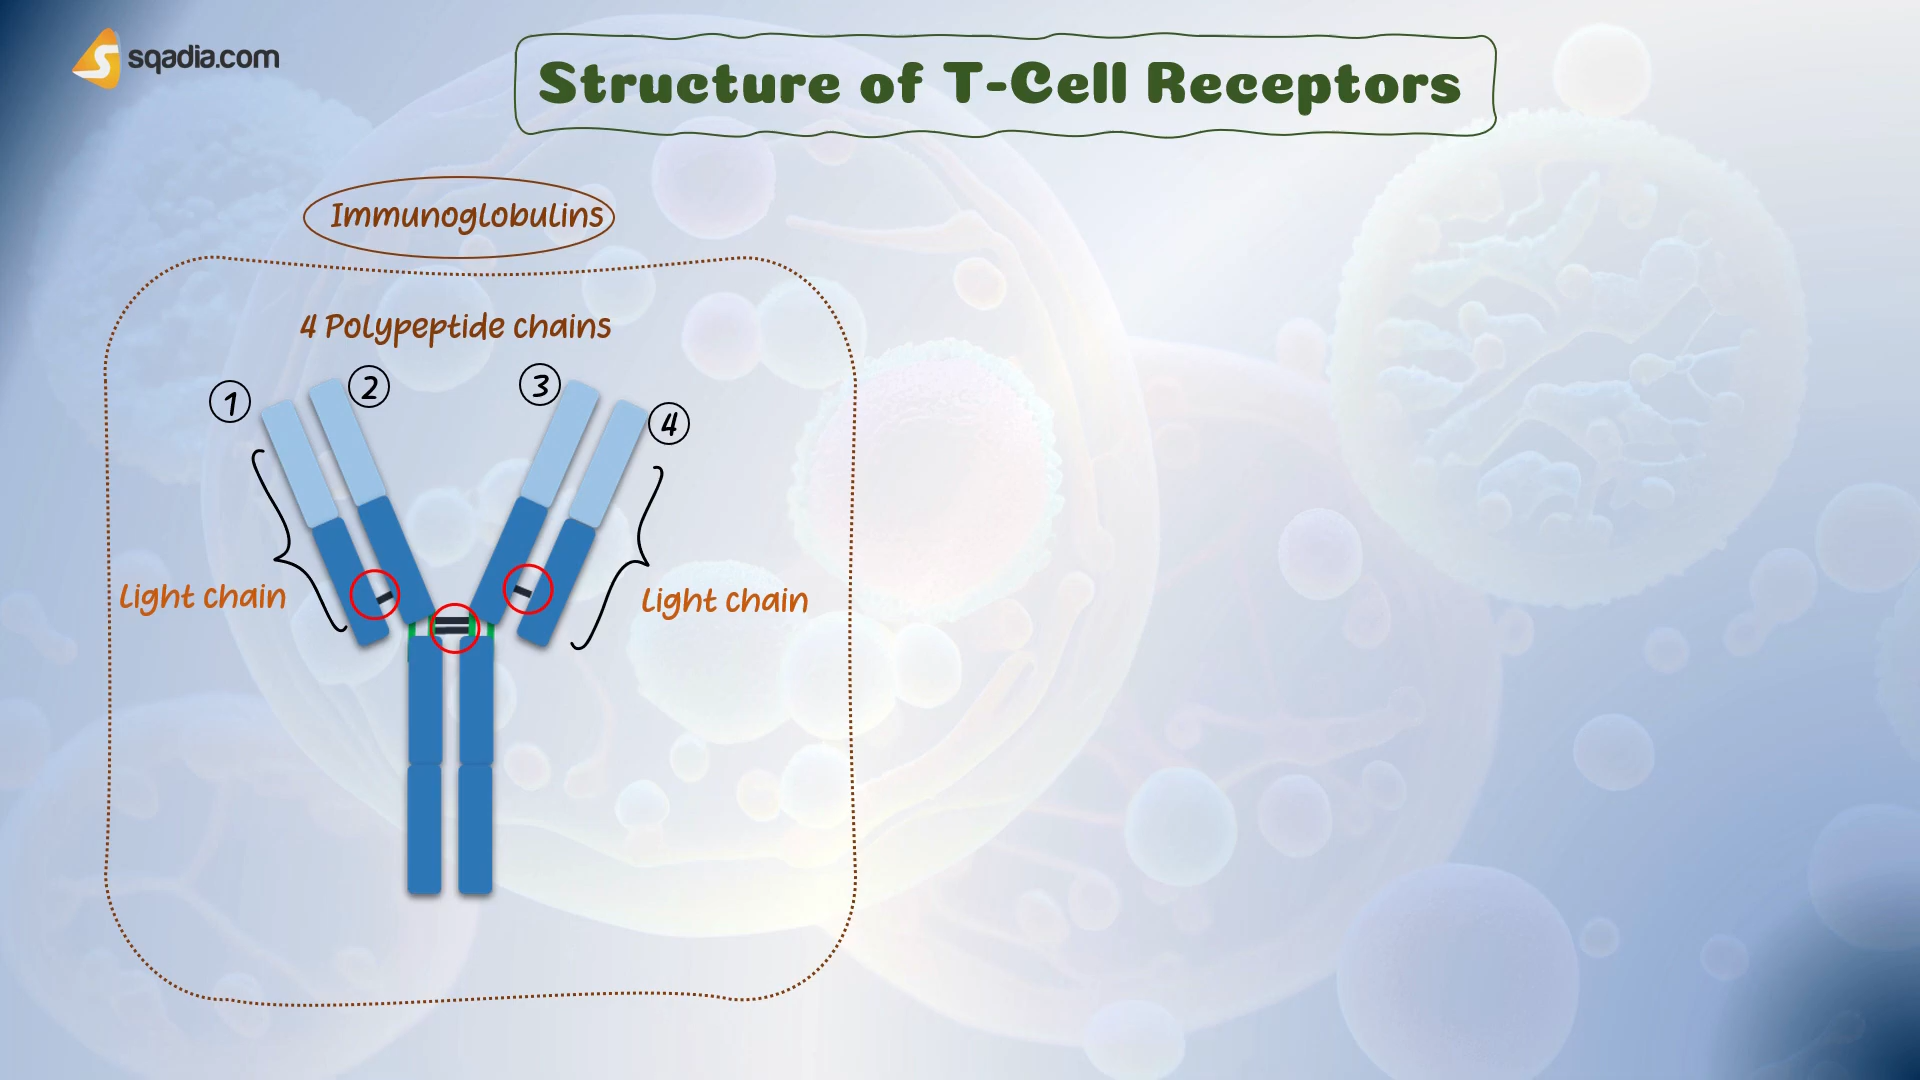 sqadia.com
Structure of T-Cell Receptors
Immunoglobulins
4 Polypeptide chains
1
2
3
4
Light chain
Light chain